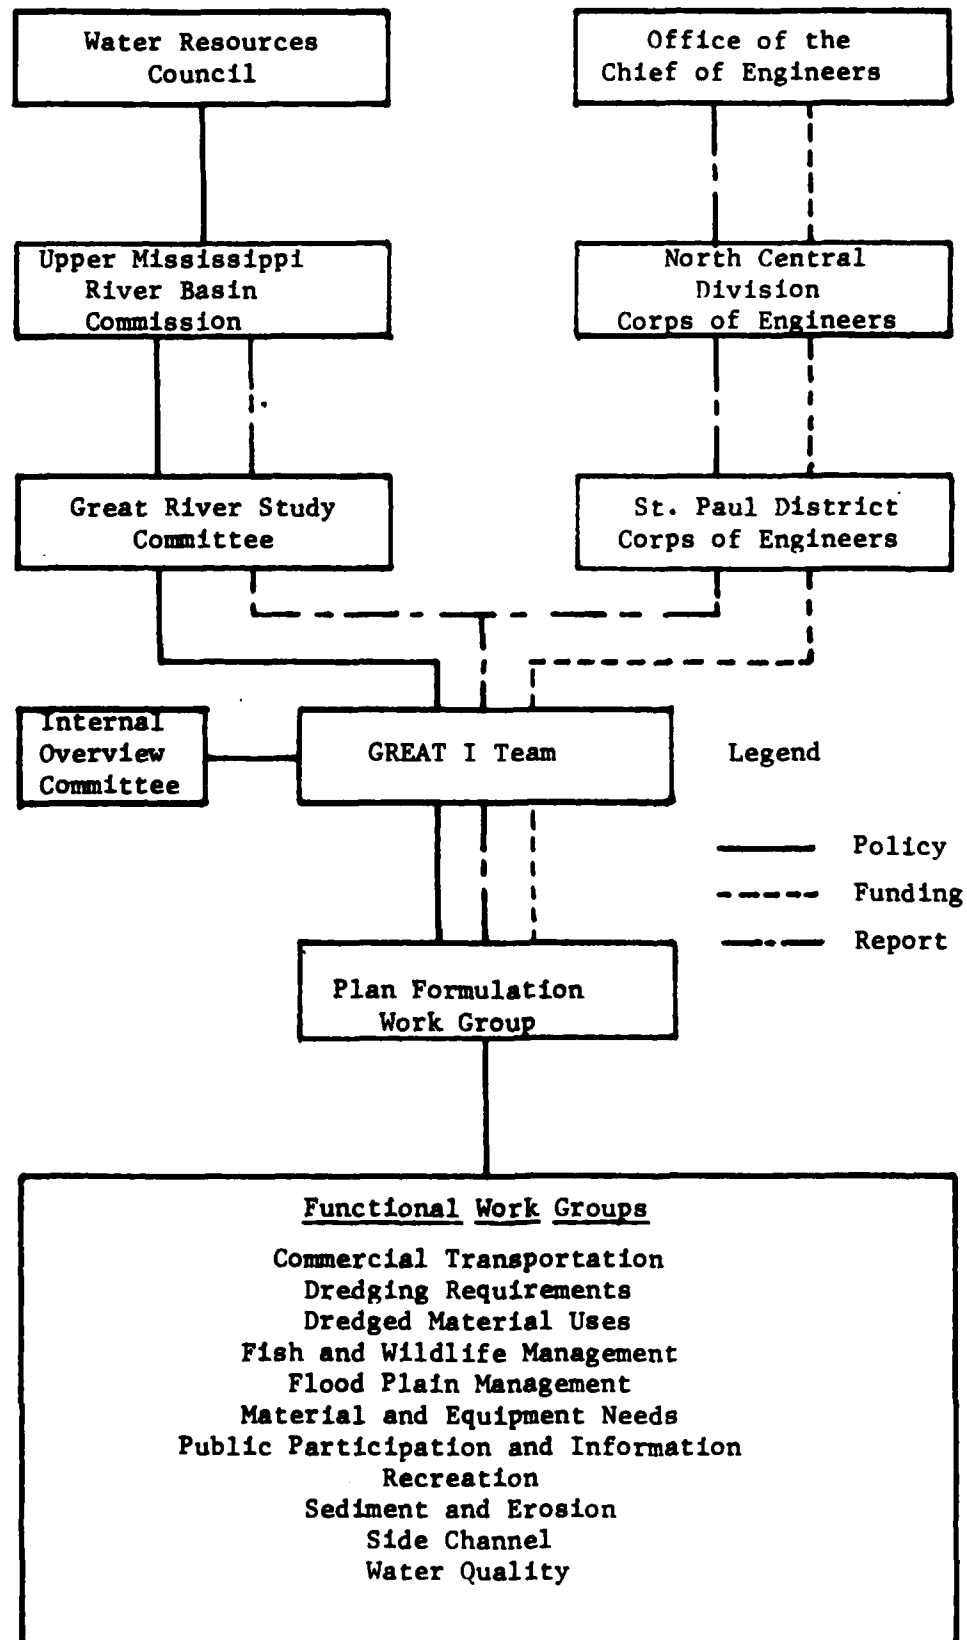 Water Resources
Council
Office of the
Chief of Engineers
Upper Mississippi
River Basin
Commission
North Central
Division
Corps of Engineers
Great River Study
Committee
St. Paul District
Corps of Engineers
Internal
Overview
Committee
GREAT I Team
Legend
Policy
Funding
Report
Plan Formulation
Work Group
Functional Work Groups
Commercial Transportation
Dredging Requirements
Dredged Material Uses
Fish and Wildlife Management
Flood Plain Management
Material and Equipment Needs
Public Participation and Information
Recreation
Sediment and Erosion
Side Channel
Water Quality